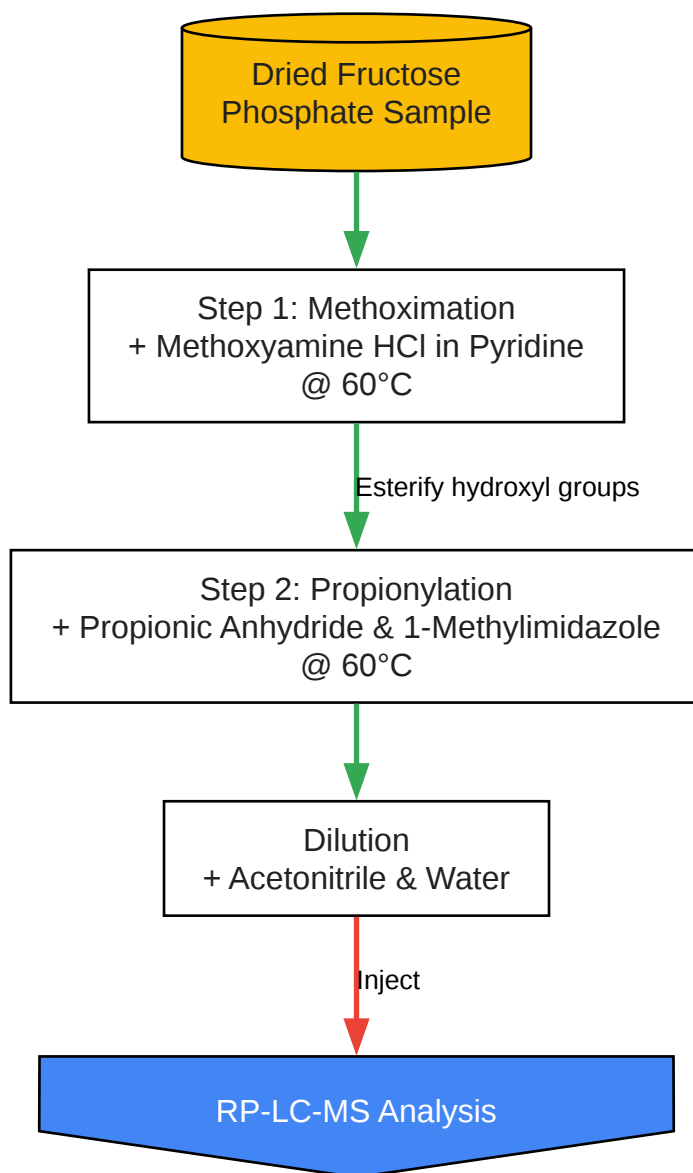 Dried Fructose
Phosphate Sample
Step 1: Methoximation
+ Methoxyamine HCl in Pyridine
@ 60°C
Esterify hydroxyl groups
Step 2: Propionylation
+ Propionic Anhydride & 1-Methylimidazole
@ 60°C
Dilution
+ Acetonitrile & Water
Inject
RP-LC-MS Analysis